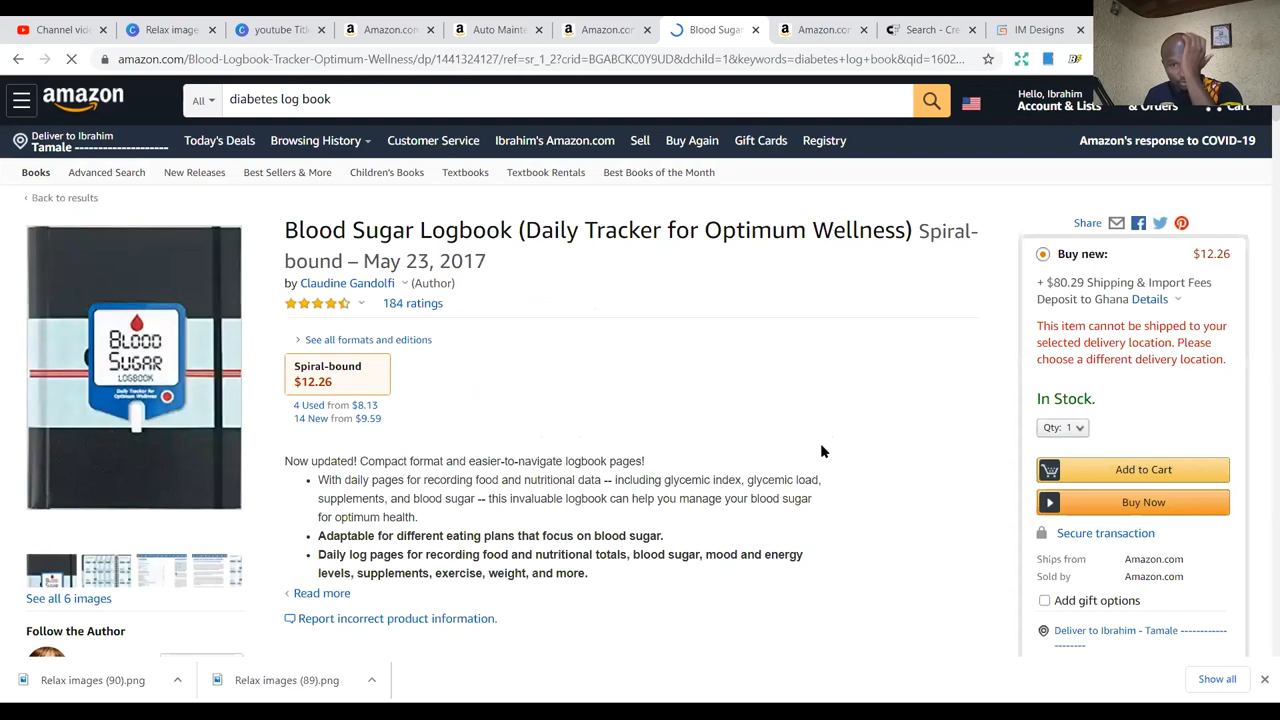 Channel vid
Relax image
youtube Titl
Amazon.com
Auto Mainte
Amazon.com
Blood Suga
Amazon.com
Search - Cre
IM Designs
amazon.com/Blood-Logbook-Tracker-Optimum-Wellness/dp/1441324127/ref=sr_1_2?crid=BGABCKC0Y9UD&dchild=1&keywords=diabetes+log+book&qid=1602...
amazon
All
diabetes log book
Hello, Ibrahim
Account & Lists
& Orders
Cart
Deliver to Ibrahim
Tamale --------------------
Today's Deals
Browsing History
Customer Service
Ibrahim's Amazon.com
Sell
Buy Again
Gift Cards
Registry
Amazon's response to COVID-19
Books
Advanced Search
New Releases
Best Sellers & More
Children's Books
Textbooks
Textbook Rentals
Best Books of the Month
‹ Back to results
BLOOD
SUGAR
LOGBOOK
Daily Tracker for
Optimum Wellness
See all 6 images
Follow the Author
Blood Sugar Logbook (Daily Tracker for Optimum Wellness) Spiral-
bound – May 23, 2017
by Claudine Gandolfi (Author)
184 ratings
› See all formats and editions
Spiral-bound
$12.26
4 Used from $8.13
14 New from $9.59
Now updated! Compact format and easier-to-navigate logbook pages!
• With daily pages for recording food and nutritional data -- including glycemic index, glycemic load,
supplements, and blood sugar -- this invaluable logbook can help you manage your blood sugar
for optimum health.
• Adaptable for different eating plans that focus on blood sugar.
• Daily log pages for recording food and nutritional totals, blood sugar, mood and energy
levels, supplements, exercise, weight, and more.
‹ Read more
Report incorrect product information.
Share
Buy new:
$12.26
+ $80.29 Shipping & Import Fees
Deposit to Ghana Details
This item cannot be shipped to your
selected delivery location. Please
choose a different delivery location.
In Stock.
Qty: 1
Add to Cart
Buy Now
Secure transaction
Ships from Amazon.com
Sold by Amazon.com
Add gift options
Deliver to Ibrahim - Tamale ------------
--------
Relax images (90).png
Relax images (89).png
Show all